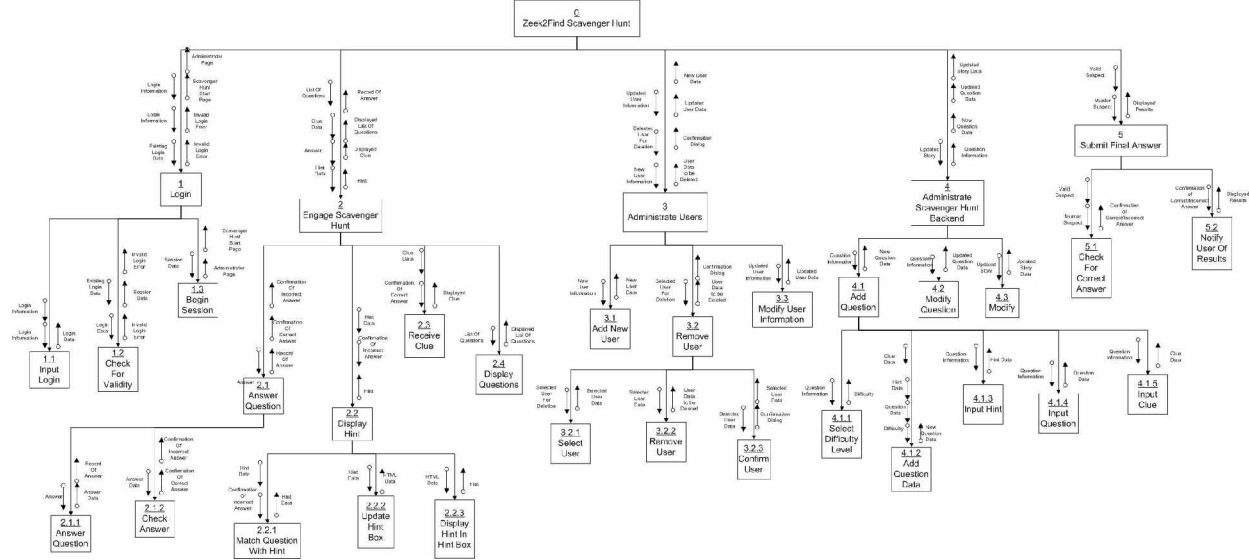 0
Zeek2Find Scavenger Hunt
Administrator
Page
Login
Information
Scavenger
Hunt
Start
Page
Login
Information
Invalid
Login
Error
Existing
Login
Data
Invalid
Login
Error
1
Login
List Of
Questions
Record Of
Answer
Clue
Data
Displayed
List Of
Questions
Answer
Displayed
Clue
Hint
Data
Hint
2
Engage Scavenger
Hunt
New User
Data
Updated
User
Information
Updated
User Data
Selected
User
For
Deletion
Confirmation
Dialog
New
User
Information
User
Data
to be
Deleted
3
Administrate Users
Updated
Story Data
Updated
Question
Data
New
Question
Data
Updated
Story
Question
Information
4
Administrate
Scavenger Hunt
Backend
Valid
Suspect
Murder
Suspect
Displayed
Results
5
Submit Final Answer
Login
Information
Login
Information
Login
Data
1.1
Input
Login
Invalid
Login
Error
Existing
Login
Data
Session
Data
Login
Data
Invalid
Login
Error
1.2
Check
For
Validity
Scavenger
Hunt
Start
Page
Session
Data
Administrator
Page
1.3
Begin
Session
Confirmation
Of
Incorrect
Answer
Confirmation
Of
Correct
Answer
Record
Of
Answer
Answer
2.1
Answer
Question
Hint
Data
Confirmation
Of
Incorrect
Answer
Hint
2.2
Display
Hint
Clue
Data
Confirmation
Of
Correct
Answer
Displayed
Clue
2.3
Receive
Clue
List Of
Questions
Displayed
List Of
Questions
2.4
Display
Questions
New
User
Information
New
User
Data
3.1
Add New
User
Confirmation
Dialog
Selected
User
For
Deletion
User
Data
to be
Deleted
3.2
Remove
User
Updated
User
Information
Updated
User Data
3.3
Modify User
Information
Question
Information
New
Question
Data
4.1
Add
Question
Question
Information
Updated
Question
Data
4.2
Modify
Question
Updated
Story
Updated
Story
Data
4.3
Modify
Valid
Suspect
Murder
Suspect
Confirmation
of
Correct/Incorrect
Answer
5.1
Check
For
Correct
Answer
Confirmation
of
Correct/Incorrect
Answer
Displayed
Results
5.2
Notify
User Of
Results
Record
Of
Answer
Answer
Answer
Data
2.1.1
Answer
Question
Confirmation
Of
Incorrect
Answer
Answer
Data
Confirmation
Of
Correct
Answer
2.1.2
Check
Answer
Hint
Data
Confirmation
Of
Incorrect
Answer
Hint
Data
2.2.1
Match Question
With Hint
Hint
Data
HTML
Data
2.2.2
Update
Hint
Box
HTML
Data
Hint
2.2.3
Display
Hint In
Hint Box
Selected
User
For
Deletion
Selected
User
Data
3.2.1
Select
User
Selected
User
Data
User
Data
to be
Deleted
3.2.2
Remove
User
Selected
User
Data
Selected
User
Data
Confirmation
Dialog
3.2.3
Confirm
User
Question
Information
Difficulty
4.1.1
Select
Difficulty
Level
Clue Data
Hint
Data
Question
Data
Difficulty
New
Question
Data
4.1.2
Add
Question
Data
Question
Information
Hint Data
4.1.3
Input Hint
Question
Information
Question
Data
4.1.4
Input
Question
Question
Information
Clue
Data
4.1.5
Input
Clue